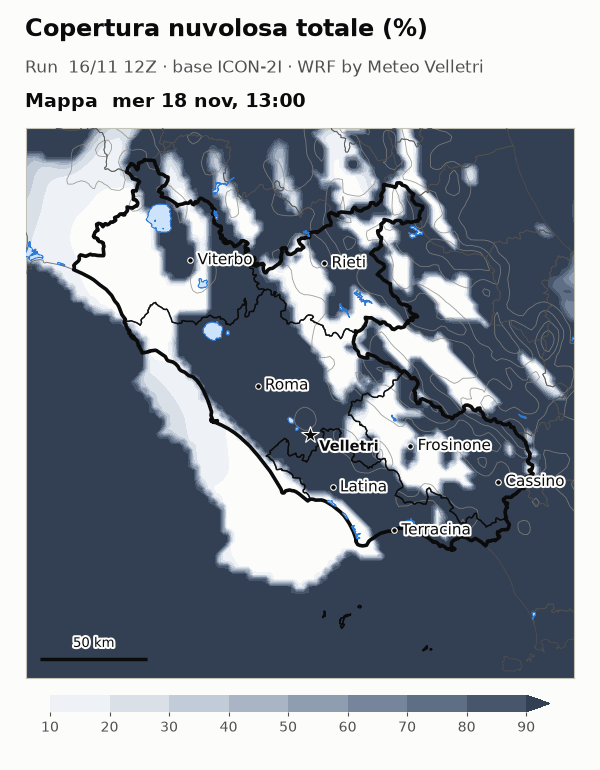 Copertura nuvolosa totale (%)
Run 16/11 12Z · base ICON-2I · WRF by Meteo Velletri
Mappa mer 18 nov, 13:00
Viterbo
Rieti
Roma
Velletri
Frosinone
Latina
Cassino
Terracina
50 km
10 20 30 40 50 60 70 80 90